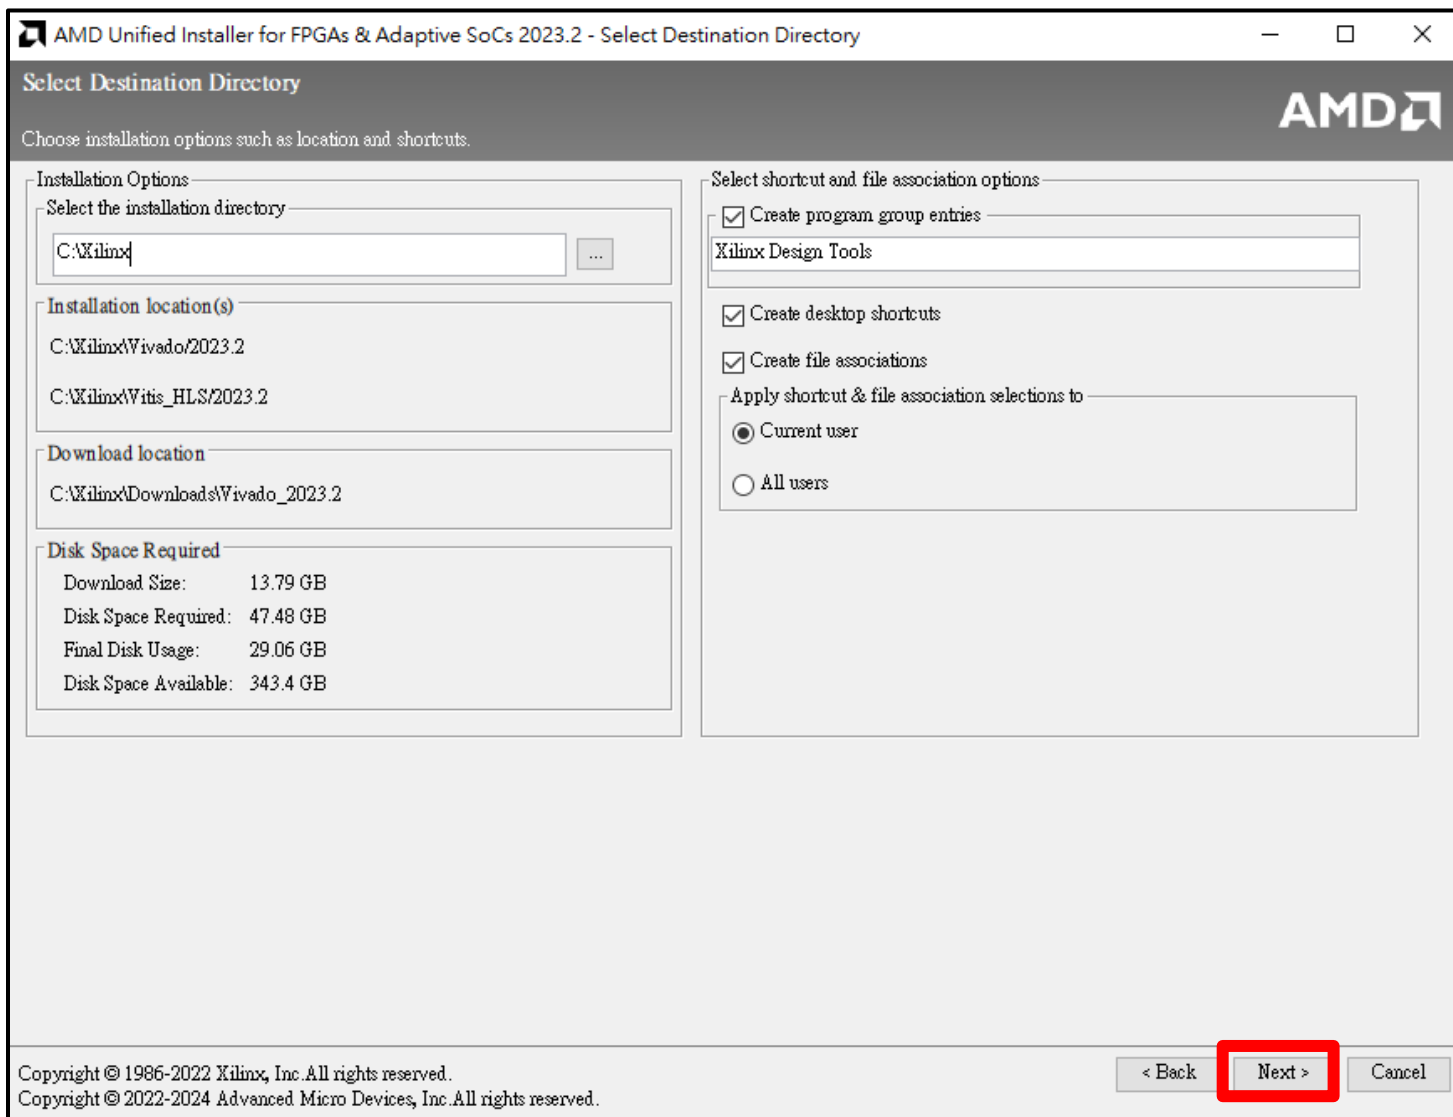 AMD Unified Installer for FPGAs & Adaptive SoCs 2023.2 - Select Destination Directory
Select Destination Directory
AMD
Choose installation options such as location and shortcuts.
Installation Options
Select the installation directory
C:\Xilinx
...
Installation location(s)
C:\Xilinx\Vivado/2023.2
C:\Xilinx\Vitis_HLS/2023.2
Download location
C:\Xilinx\Downloads\Vivado_2023.2
Disk Space Required
Download Size: 13.79 GB
Disk Space Required: 47.48 GB
Final Disk Usage: 29.06 GB
Disk Space Available: 343.4 GB
Select shortcut and file association options
Create program group entries
Xilinx Design Tools
Create desktop shortcuts
Create file associations
Apply shortcut & file association selections to
Current user
All users
Copyright © 1986-2022 Xilinx, Inc.All rights reserved.
Copyright © 2022-2024 Advanced Micro Devices, Inc.All rights reserved.
< Back
Next >
Cancel